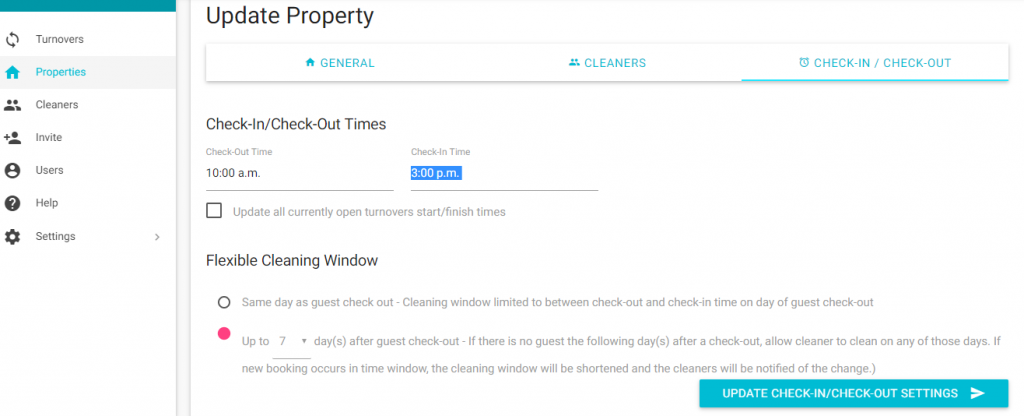 Update Property
Turnovers
Properties
Cleaners
Invite
Users
Help
Settings
GENERAL
CLEANERS
CHECK-IN / CHECK-OUT
Check-In/Check-Out Times
Check-Out Time
Check-In Time
10:00 a.m.
3:00 p.m.
Update all currently open turnovers start/finish times
Flexible Cleaning Window
Same day as guest check out - Cleaning window limited to between check-out and check-in time on day of guest check-out
Up to 7 day(s) after guest check-out - If there is no guest the following day(s) after a check-out, allow cleaner to clean on any of those days. If
new booking occurs in time window, the cleaning window will be shortened and the cleaners will be notified of the change.)
UPDATE CHECK-IN/CHECK-OUT SETTINGS